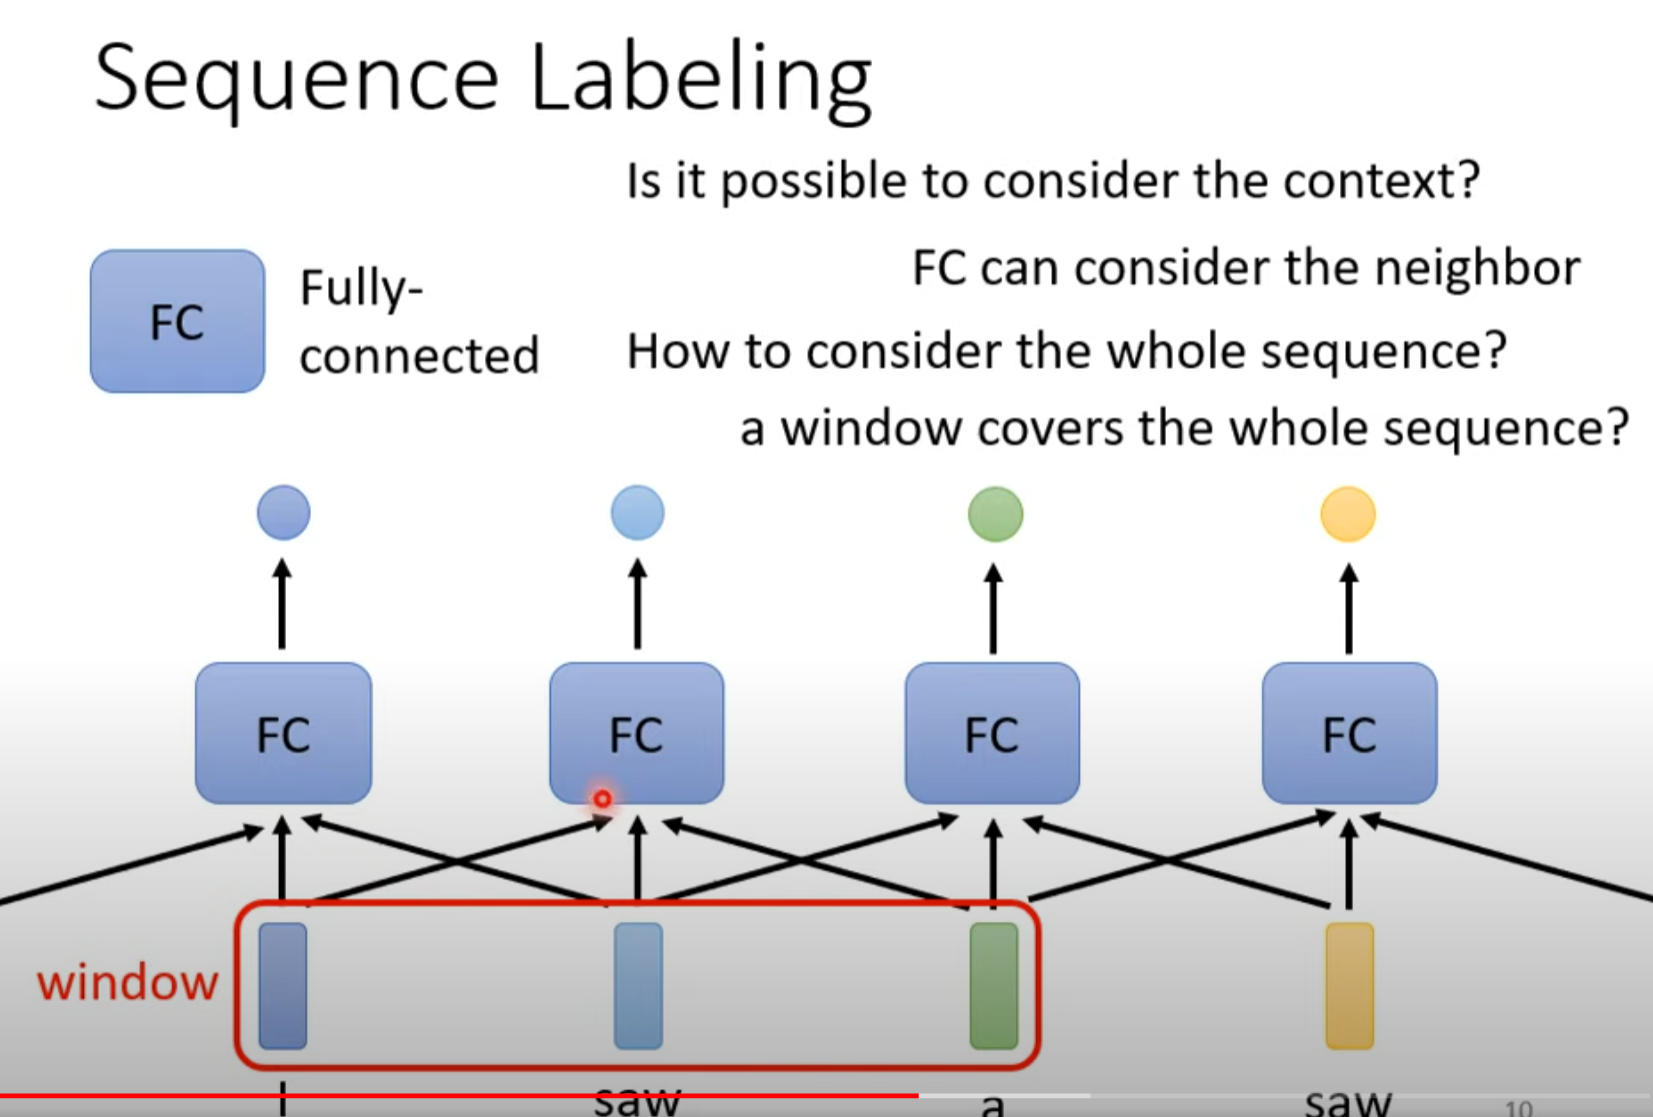 Sequence Labeling
Is it possible to consider the context?
FC can consider the neighbor
FC
Fully-
connected
How to consider the whole sequence?
a window covers the whole sequence?
FC
FC
FC
FC
window
I
saw
a
saw
10